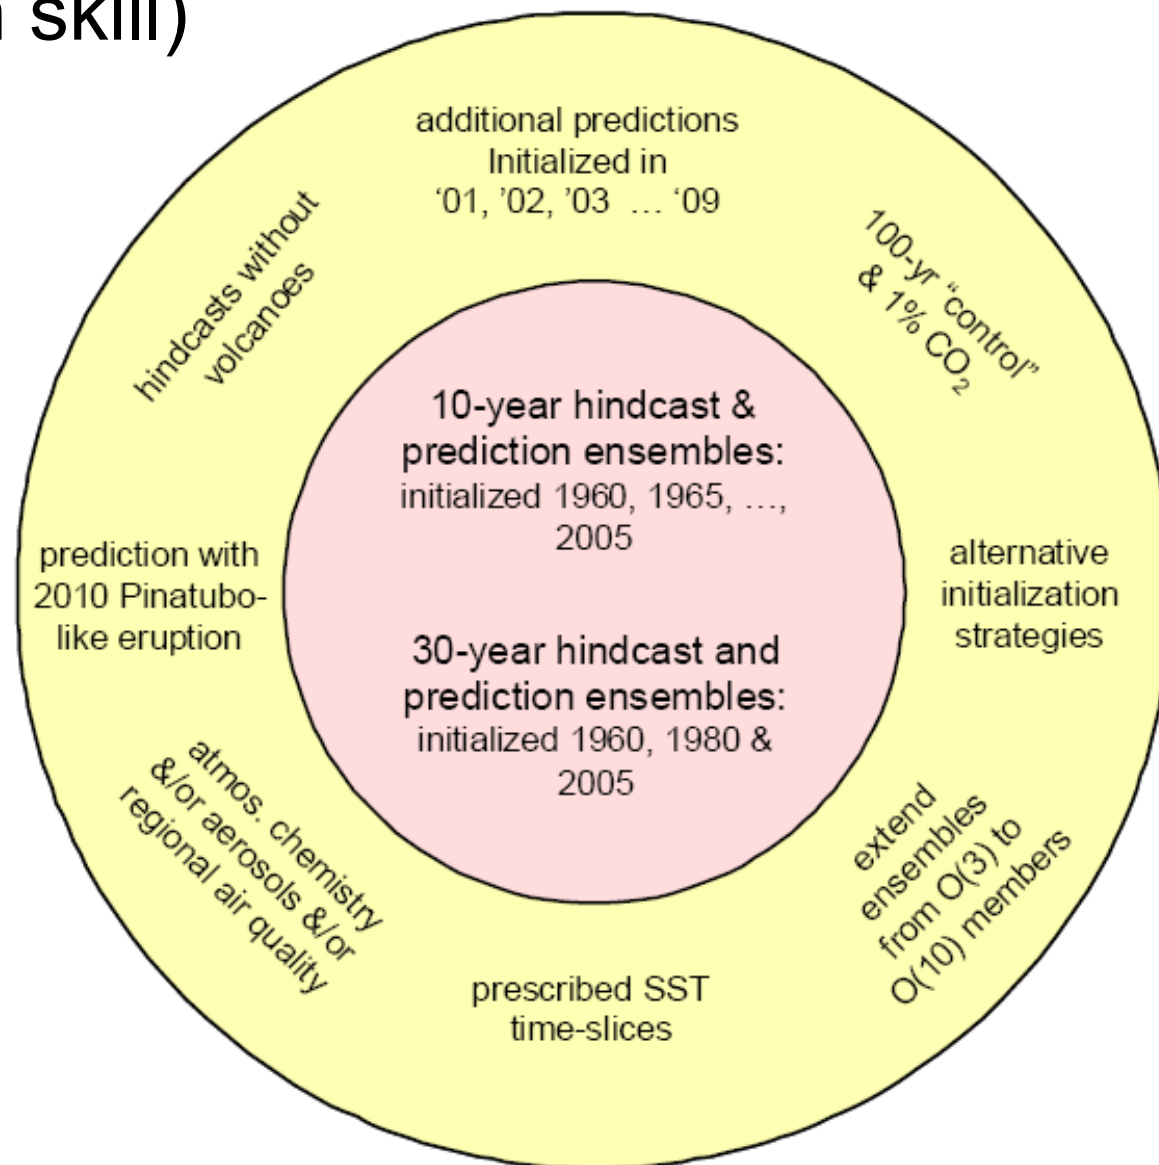 skill)
additional predictions
Initialized in
‘01, ’02, ’03 … ‘09
hindcasts without
volcanoes
100-yr “control”
& 1% CO₂
10-year hindcast &
prediction ensembles:
initialized 1960, 1965, …,
2005
prediction with
2010 Pinatubo-
like eruption
alternative
initialization
strategies
30-year hindcast and
prediction ensembles:
initialized 1960, 1980 &
2005
atmos. chemistry
&/or aerosols &/or
regional air quality
extend
ensembles
from O(3) to
O(10) members
prescribed SST
time-slices